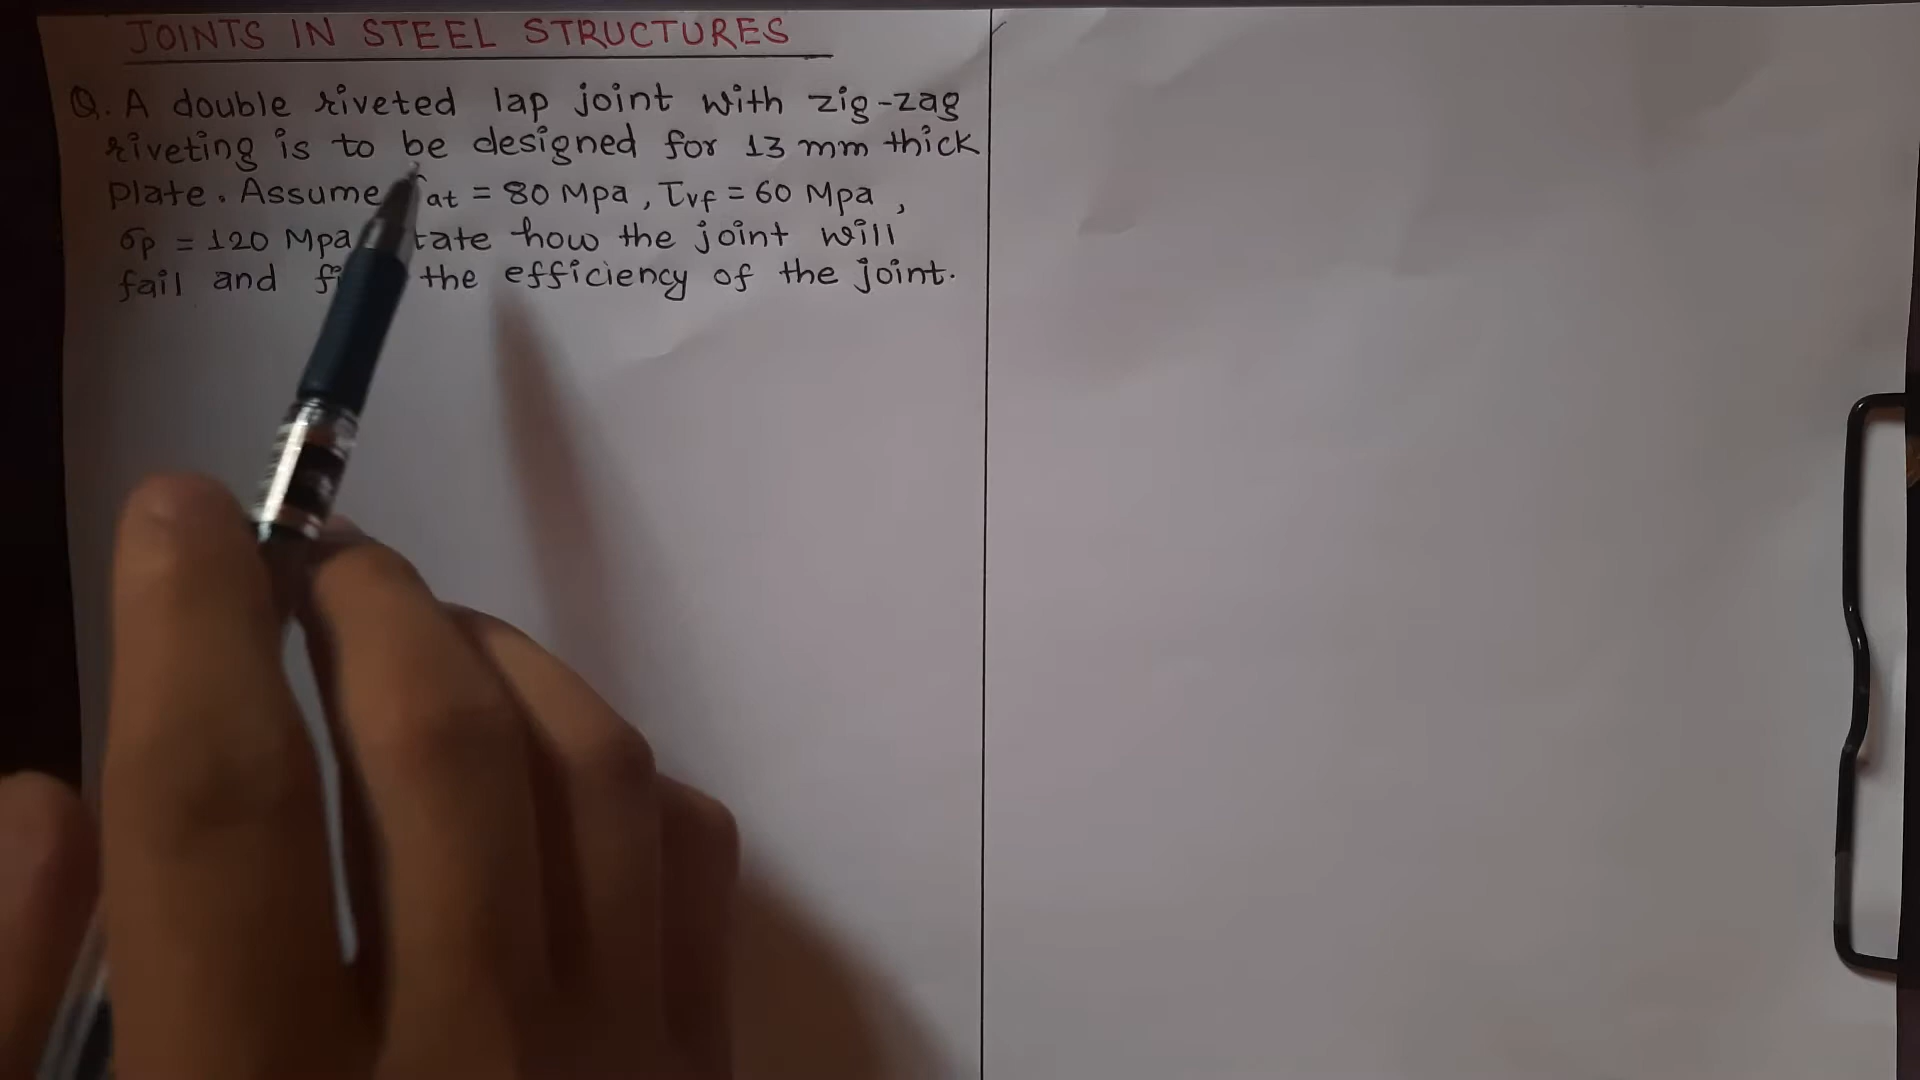 JOINTS IN STEEL STRUCTURES
Q. A double riveted lap joint with zig-zag
riveting is to be designed for 13 mm thick
Plate. Assume at = 80 Mpa, τvf = 60 Mpa,
σp = 120 Mpa how the joint will
fail and the efficiency of the joint.